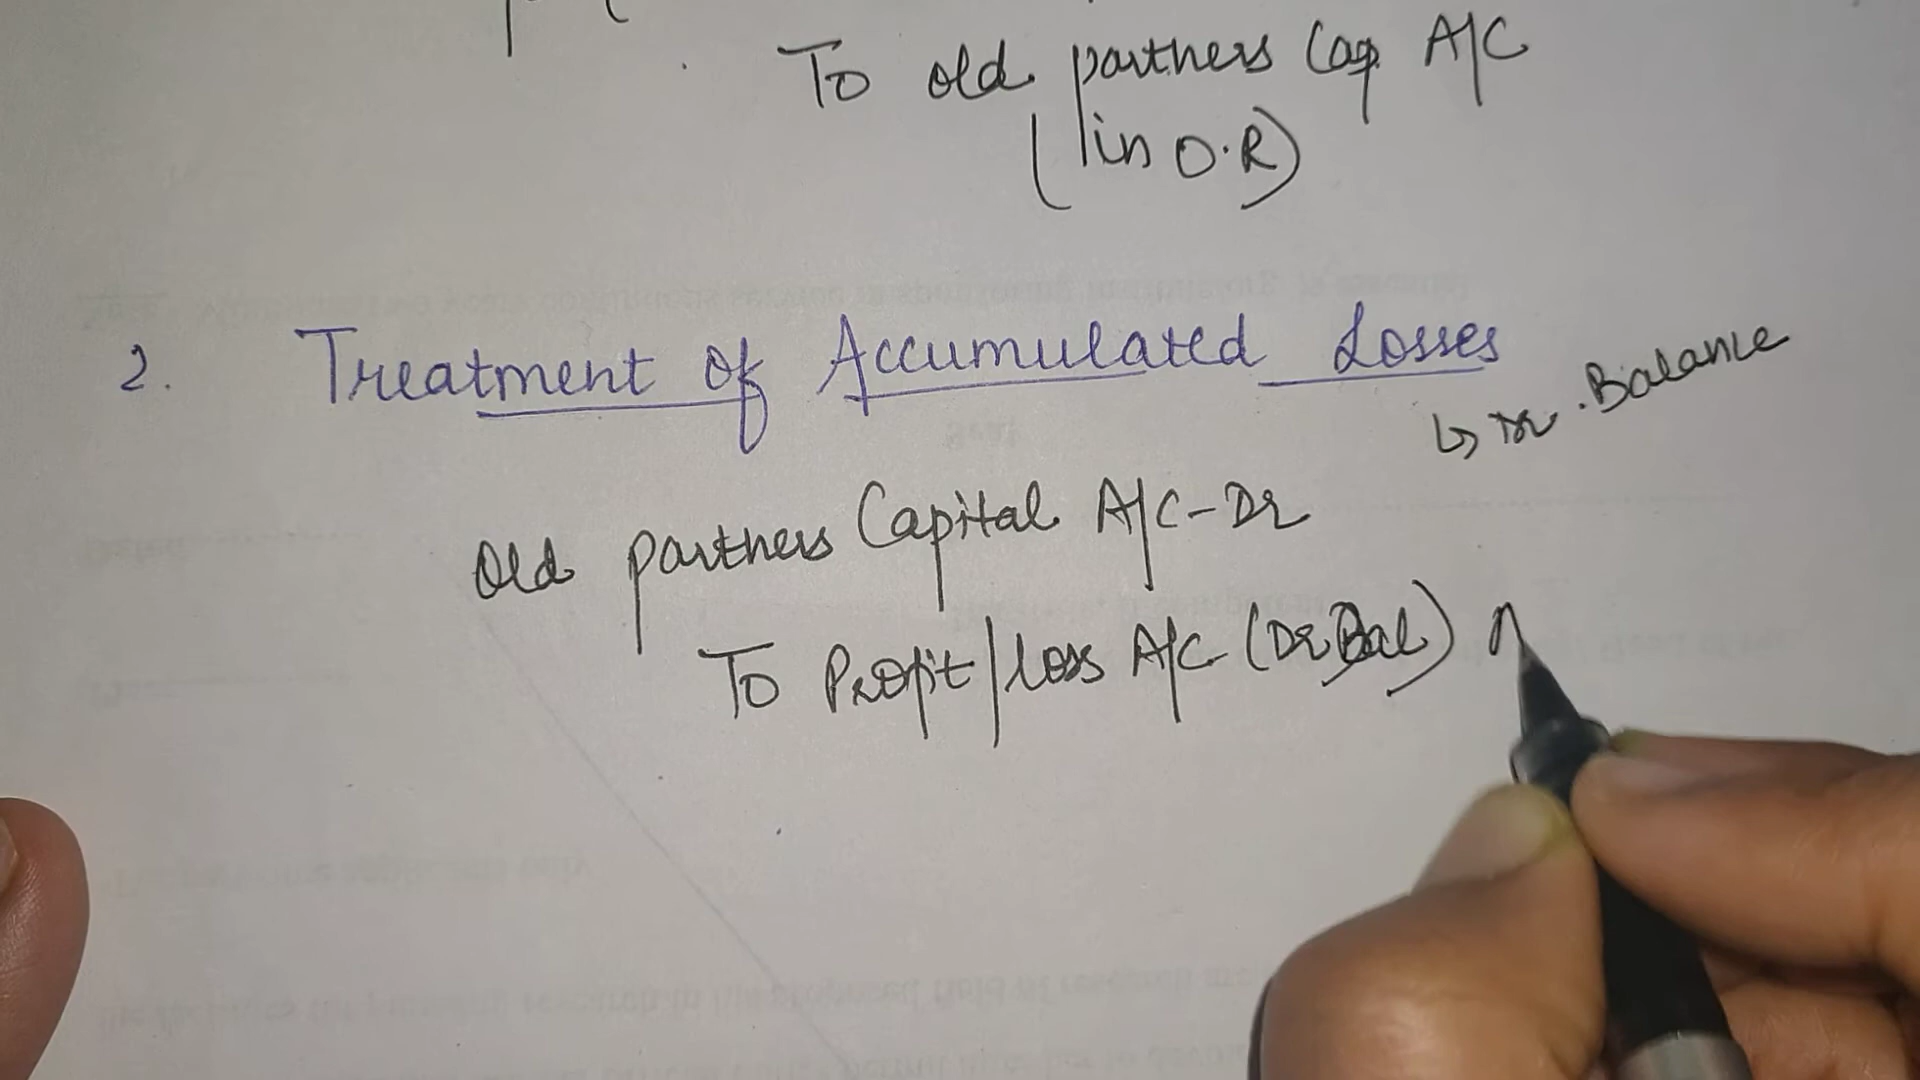 To old partners Cap A/C
(in O.R)
2. Treatment of Accumulated Losses
↳ Dr. Balance
Old partners Capital A/C-Dr
To Profit/loss A/C (Dr Bal)